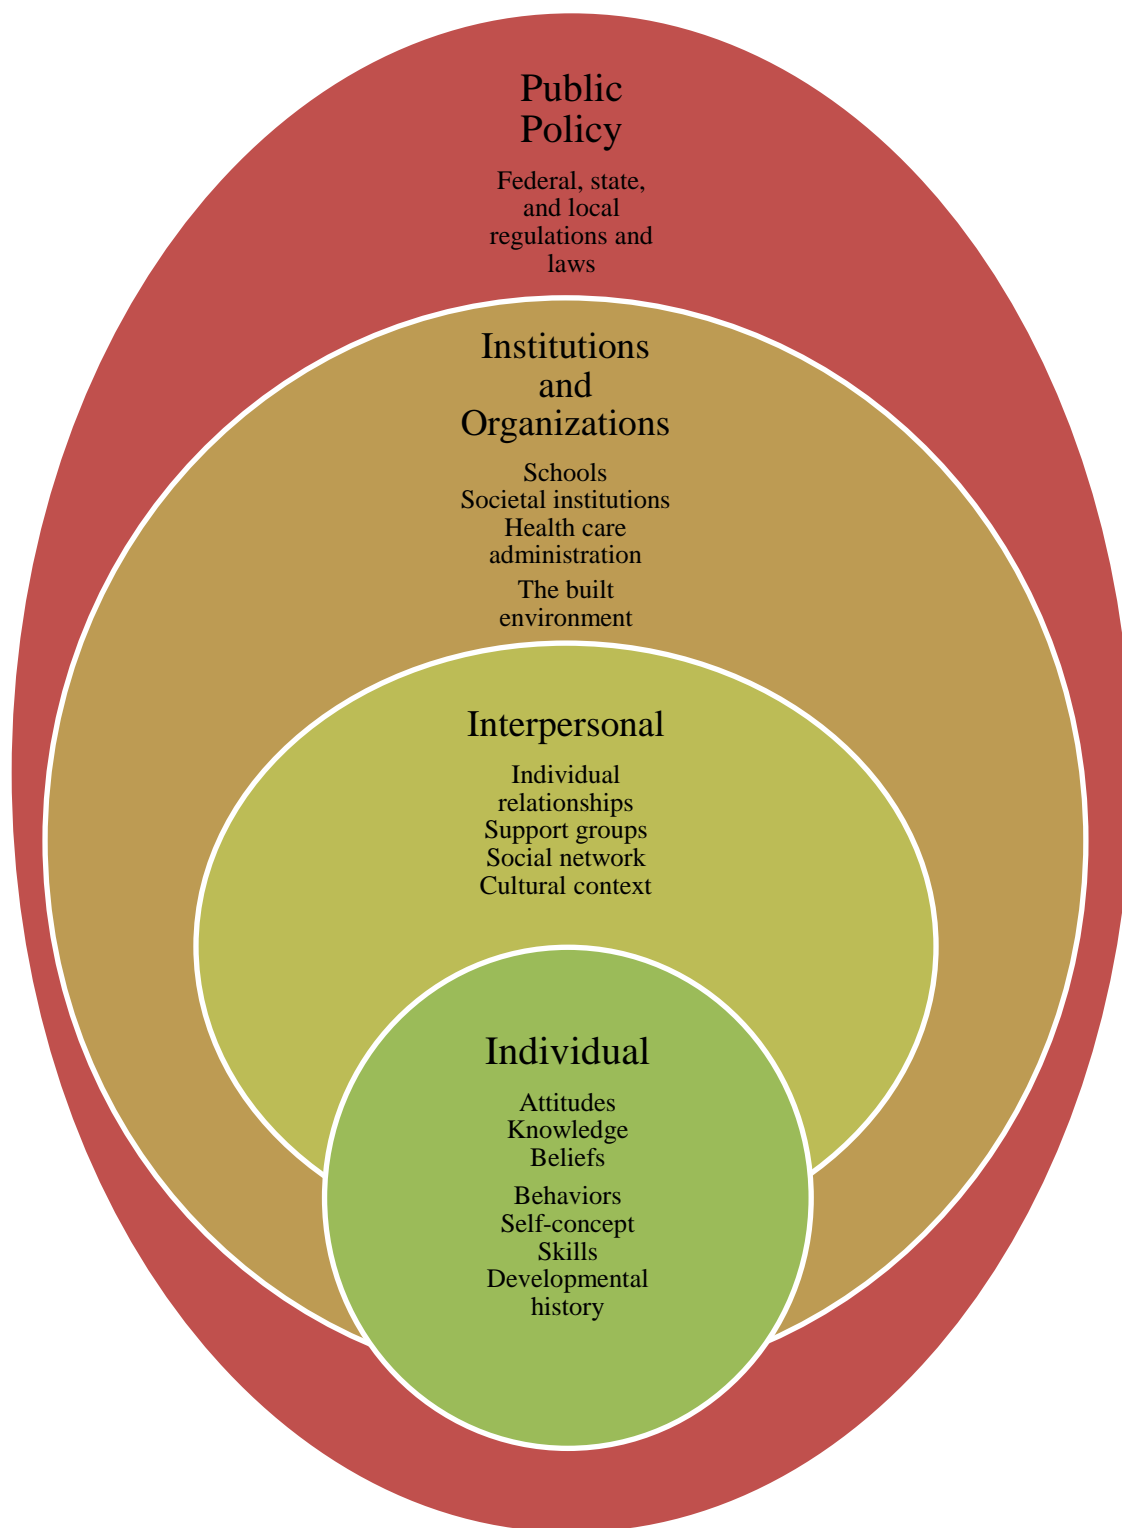 Public
Policy
Federal, state,
and local
regulations and
laws
Institutions
and
Organizations
Schools
Societal institutions
Health care
administration
The built
environment
Interpersonal
Individual
relationships
Support groups
Social network
Cultural context
Individual
Attitudes
Knowledge
Beliefs
Behaviors
Self-concept
Skills
Developmental
history